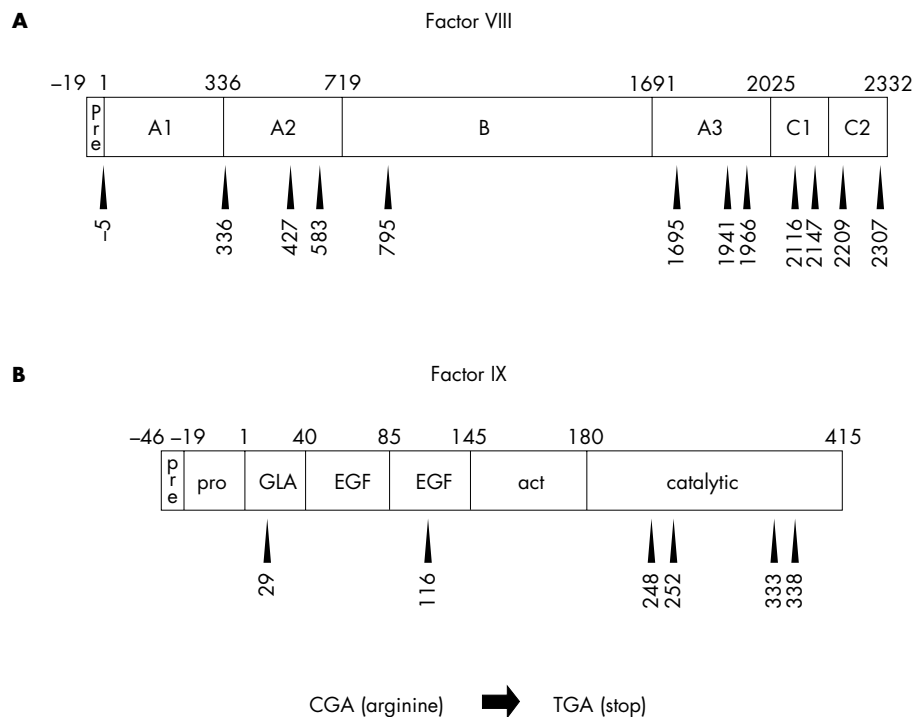 A
Factor VIII
–19 1 336 719 1691 2025 2332
Pre A1 A2 B A3 C1 C2
–5 336 427 583 795 1695 1941 1966 2116 2147 2209 2307
B
Factor IX
–46 –19 1 40 85 145 180 415
pre pro GLA EGF EGF act catalytic
29 116 248 252 333 338
CGA (arginine) TGA (stop)